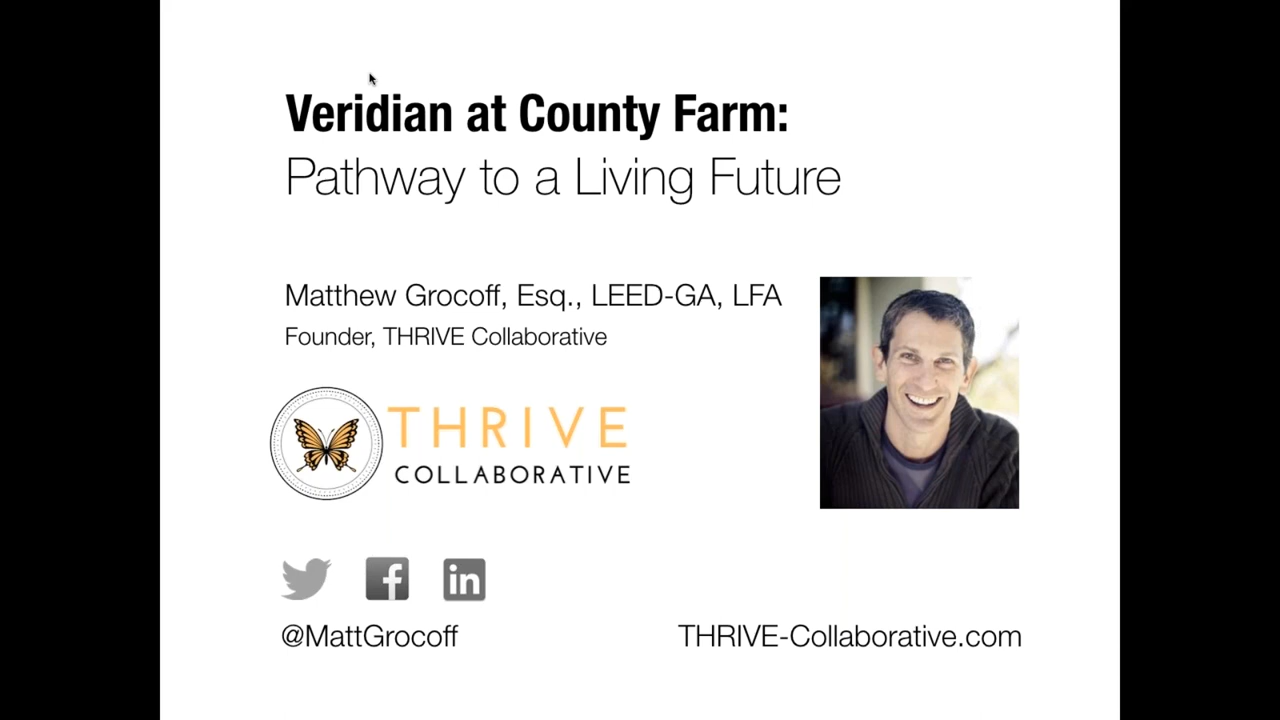 Veridian at County Farm:
Pathway to a Living Future
Matthew Grocoff, Esq., LEED-GA, LFA
Founder, THRIVE Collaborative
THRIVE
COLLABORATIVE
in
@MattGrocoff
THRIVE-Collaborative.com